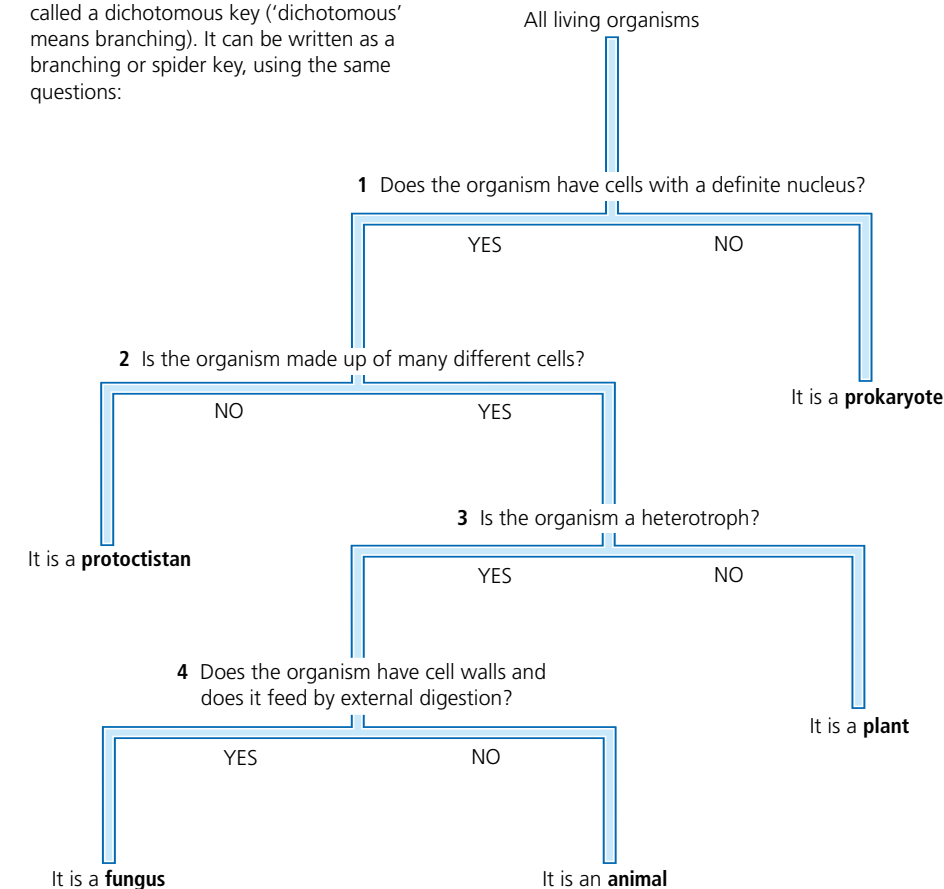 called a dichotomous key ('dichotomous'
means branching). It can be written as a
branching or spider key, using the same
questions:
All living organisms
1 Does the organism have cells with a definite nucleus?
YES
NO
It is a prokaryote
2 Is the organism made up of many different cells?
NO
YES
It is a protoctistan
3 Is the organism a heterotroph?
YES
NO
It is a plant
4 Does the organism have cell walls and
does it feed by external digestion?
YES
NO
It is a fungus
It is an animal